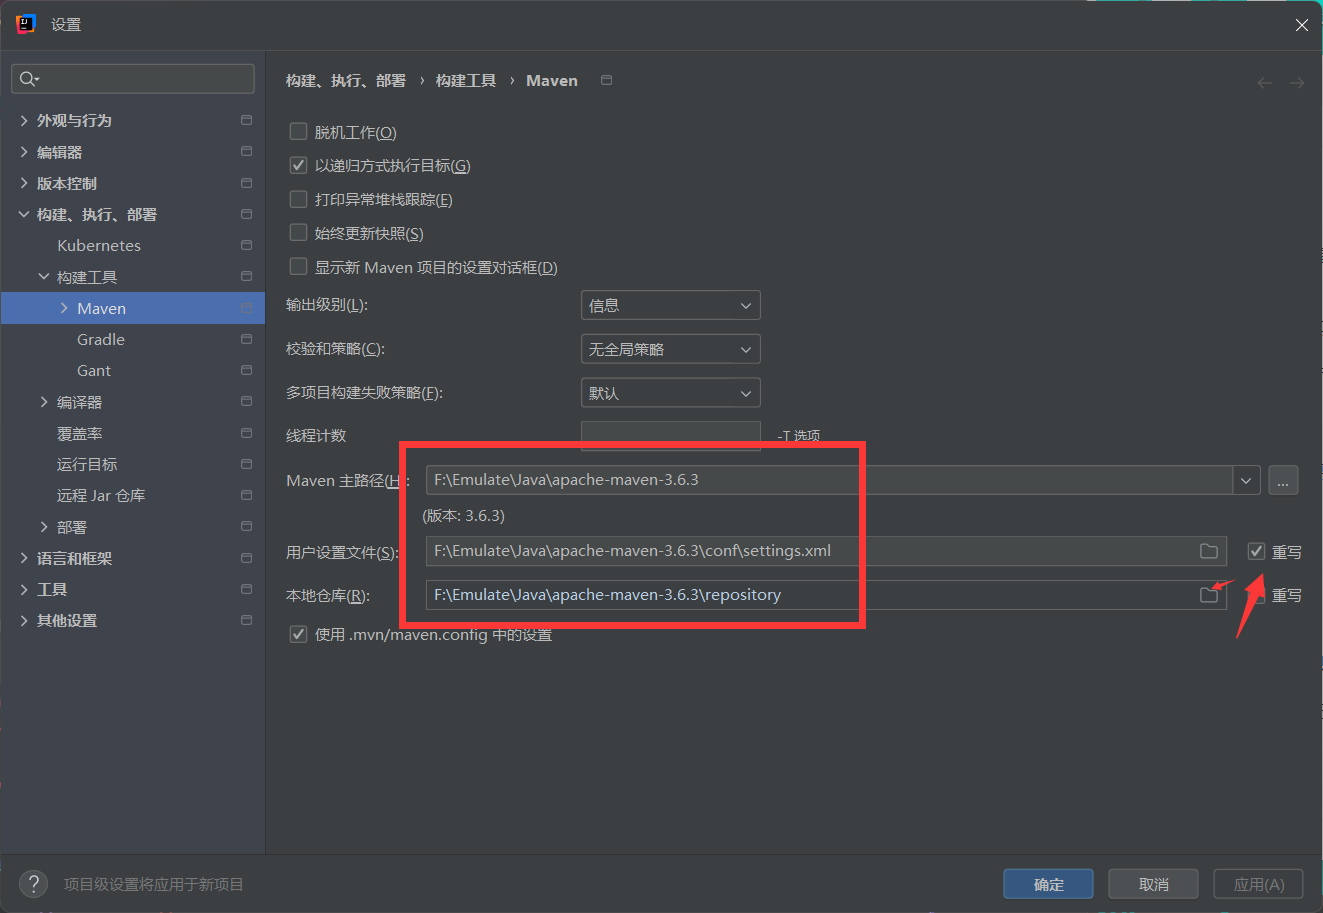 设置
构建、执行、部署 › 构建工具 › Maven
外观与行为
编辑器
版本控制
构建、执行、部署
Kubernetes
构建工具
Maven
Gradle
Gant
编译器
覆盖率
运行目标
远程 Jar 仓库
部署
语言和框架
工具
其他设置
脱机工作(O)
以递归方式执行目标(G)
打印异常堆栈跟踪(E)
始终更新快照(S)
显示新 Maven 项目的设置对话框(D)
输出级别(L): 信息
校验和策略(C): 无全局策略
多项目构建失败策略(F): 默认
线程计数 -T 选项
Maven 主路径(H): F:\Emulate\Java\apache-maven-3.6.3 ...
(版本: 3.6.3)
用户设置文件(S): F:\Emulate\Java\apache-maven-3.6.3\conf\settings.xml 重写
本地仓库(R): F:\Emulate\Java\apache-maven-3.6.3\repository 重写
使用 .mvn/maven.config 中的设置
? 项目级设置将应用于新项目 确定 取消 应用(A)